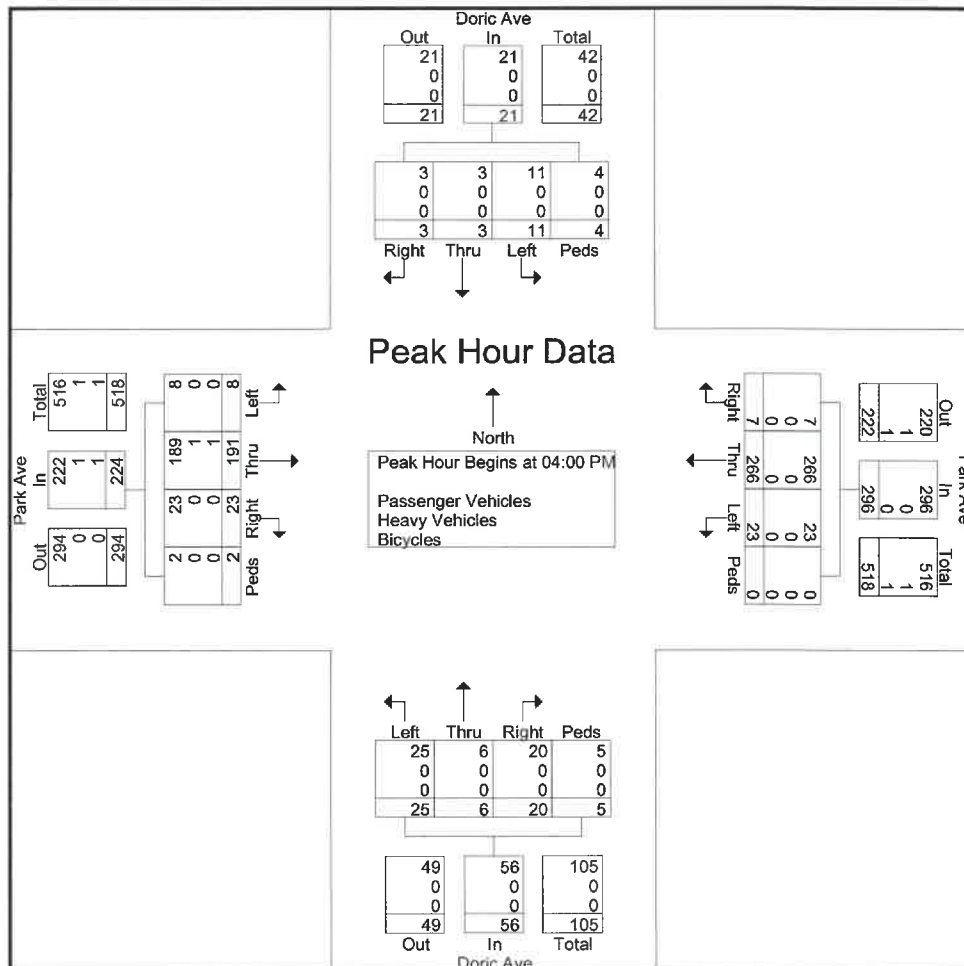 Doric Ave
Out In Total
21 21 42
0 0 0
0 0 0
21 21 42
3 3 11 4
0 0 0 0
0 0 0 0
3 3 11 4
Right Thru Left Peds
Peak Hour Data
North
Peak Hour Begins at 04:00 PM
Passenger Vehicles
Heavy Vehicles
Bicycles
Park Ave
Out In Total
294 222 516
0 1 1
0 1 1
294 224 518
2 23 189 8
0 0 1 0
0 0 1 0
2 23 191 8
Peds Right Thru Left
Park Ave
Out In Total
220 296 516
1 0 1
1 0 1
222 296 518
7 266 23 0
0 0 0 0
0 0 0 0
7 266 23 0
Right Thru Left Peds
Left Thru Right Peds
25 6 20 5
0 0 0 0
0 0 0 0
25 6 20 5
49 56 105
0 0 0
0 0 0
49 56 105
Out In Total
Doric Ave